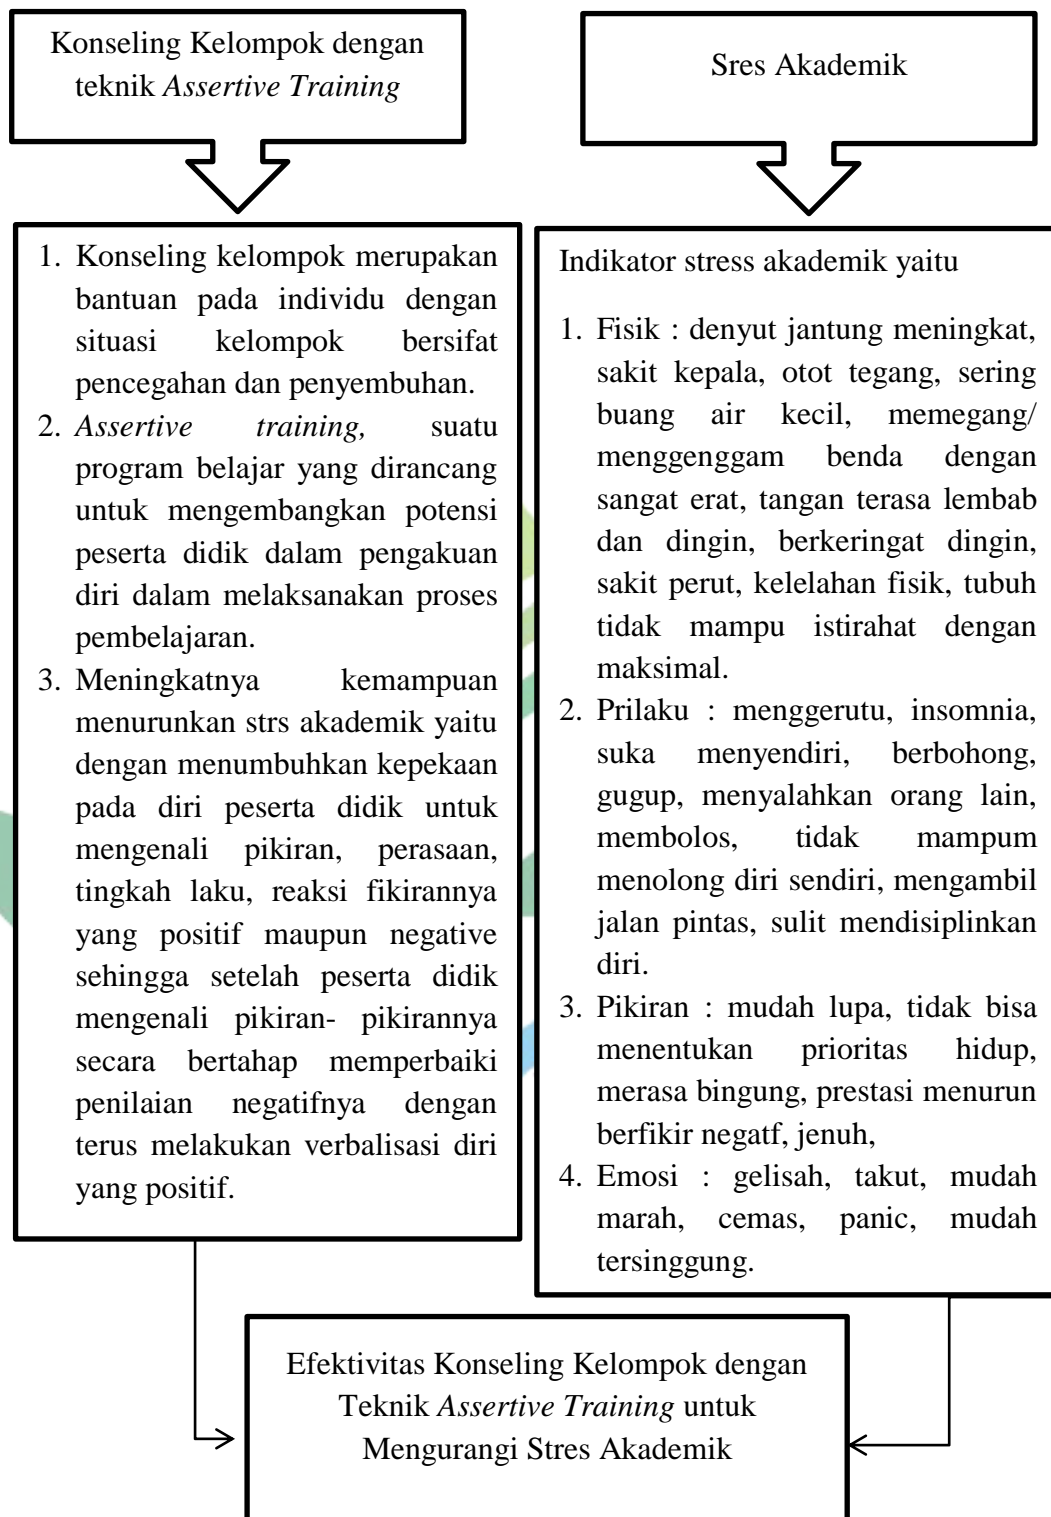 Konseling Kelompok dengan
teknik Assertive Training
Sres Akademik
1. Konseling kelompok merupakan
bantuan pada individu dengan
situasi kelompok bersifat
pencegahan dan penyembuhan.
2. Assertive training, suatu
program belajar yang dirancang
untuk mengembangkan potensi
peserta didik dalam pengakuan
diri dalam melaksanakan proses
pembelajaran.
3. Meningkatnya kemampuan
menurunkan strs akademik yaitu
dengan menumbuhkan kepekaan
pada diri peserta didik untuk
mengenali pikiran, perasaan,
tingkah laku, reaksi fikirannya
yang positif maupun negative
sehingga setelah peserta didik
mengenali pikiran- pikirannya
secara bertahap memperbaiki
penilaian negatifnya dengan
terus melakukan verbalisasi diri
yang positif.
Indikator stress akademik yaitu
1. Fisik : denyut jantung meningkat,
sakit kepala, otot tegang, sering
buang air kecil, memegang/
menggenggam benda dengan
sangat erat, tangan terasa lembab
dan dingin, berkeringat dingin,
sakit perut, kelelahan fisik, tubuh
tidak mampu istirahat dengan
maksimal.
2. Prilaku : menggerutu, insomnia,
suka menyendiri, berbohong,
gugup, menyalahkan orang lain,
membolos, tidak mampum
menolong diri sendiri, mengambil
jalan pintas, sulit mendisiplinkan
diri.
3. Pikiran : mudah lupa, tidak bisa
menentukan prioritas hidup,
merasa bingung, prestasi menurun
berfikir negatf, jenuh,
4. Emosi : gelisah, takut, mudah
marah, cemas, panic, mudah
tersinggung.
Efektivitas Konseling Kelompok dengan
Teknik Assertive Training untuk
Mengurangi Stres Akademik